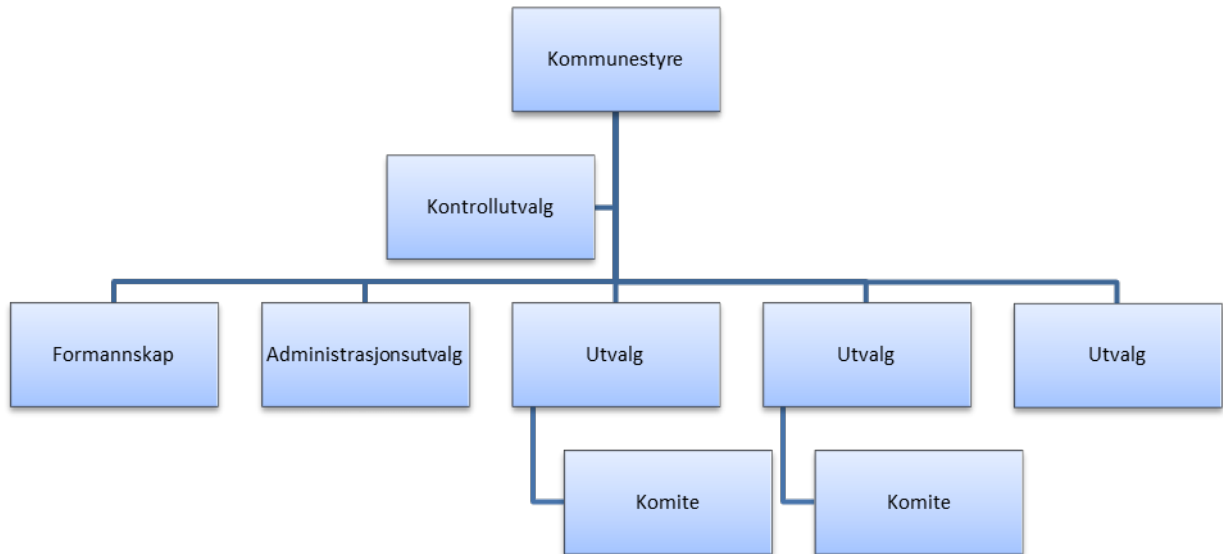 Kommunestyre
Kontrollutvalg
Formannskap
Administrasjonsutvalg
Utvalg
Utvalg
Utvalg
Komite
Komite